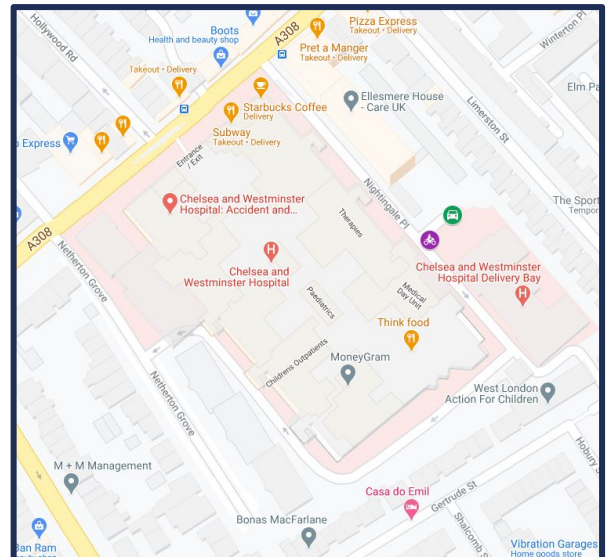 Hollywood Rd
Boots
Health and beauty shop
A308
Pizza Express
Takeout • Delivery
Pret a Manger
Takeout • Delivery
Winterton Pl
Takeout • Delivery
Elm Pa
Ellesmere House
- Care UK
Limerston St
Starbucks Coffee
Delivery
Subway
Takeout • Delivery
o Express
Entrance
/ Exit
Nightingale Pl
The Sport
Tempor
Chelsea and Westminster
Hospital: Accident and...
Therapies
A308
Netherton Grove
Chelsea and
Westminster Hospital
Chelsea and Westminster
Hospital Delivery Bay
Paediatrics
Medical
Day Unit
Think food
Childrens Outpatients
MoneyGram
Netherton Grove
West London
Action For Children
Hobury S
M + M Management
Casa do Emil
Gertrude St
Bonas MacFarlane
Shalcomb S
Ban Ram
Vibration Garages
Home goods store